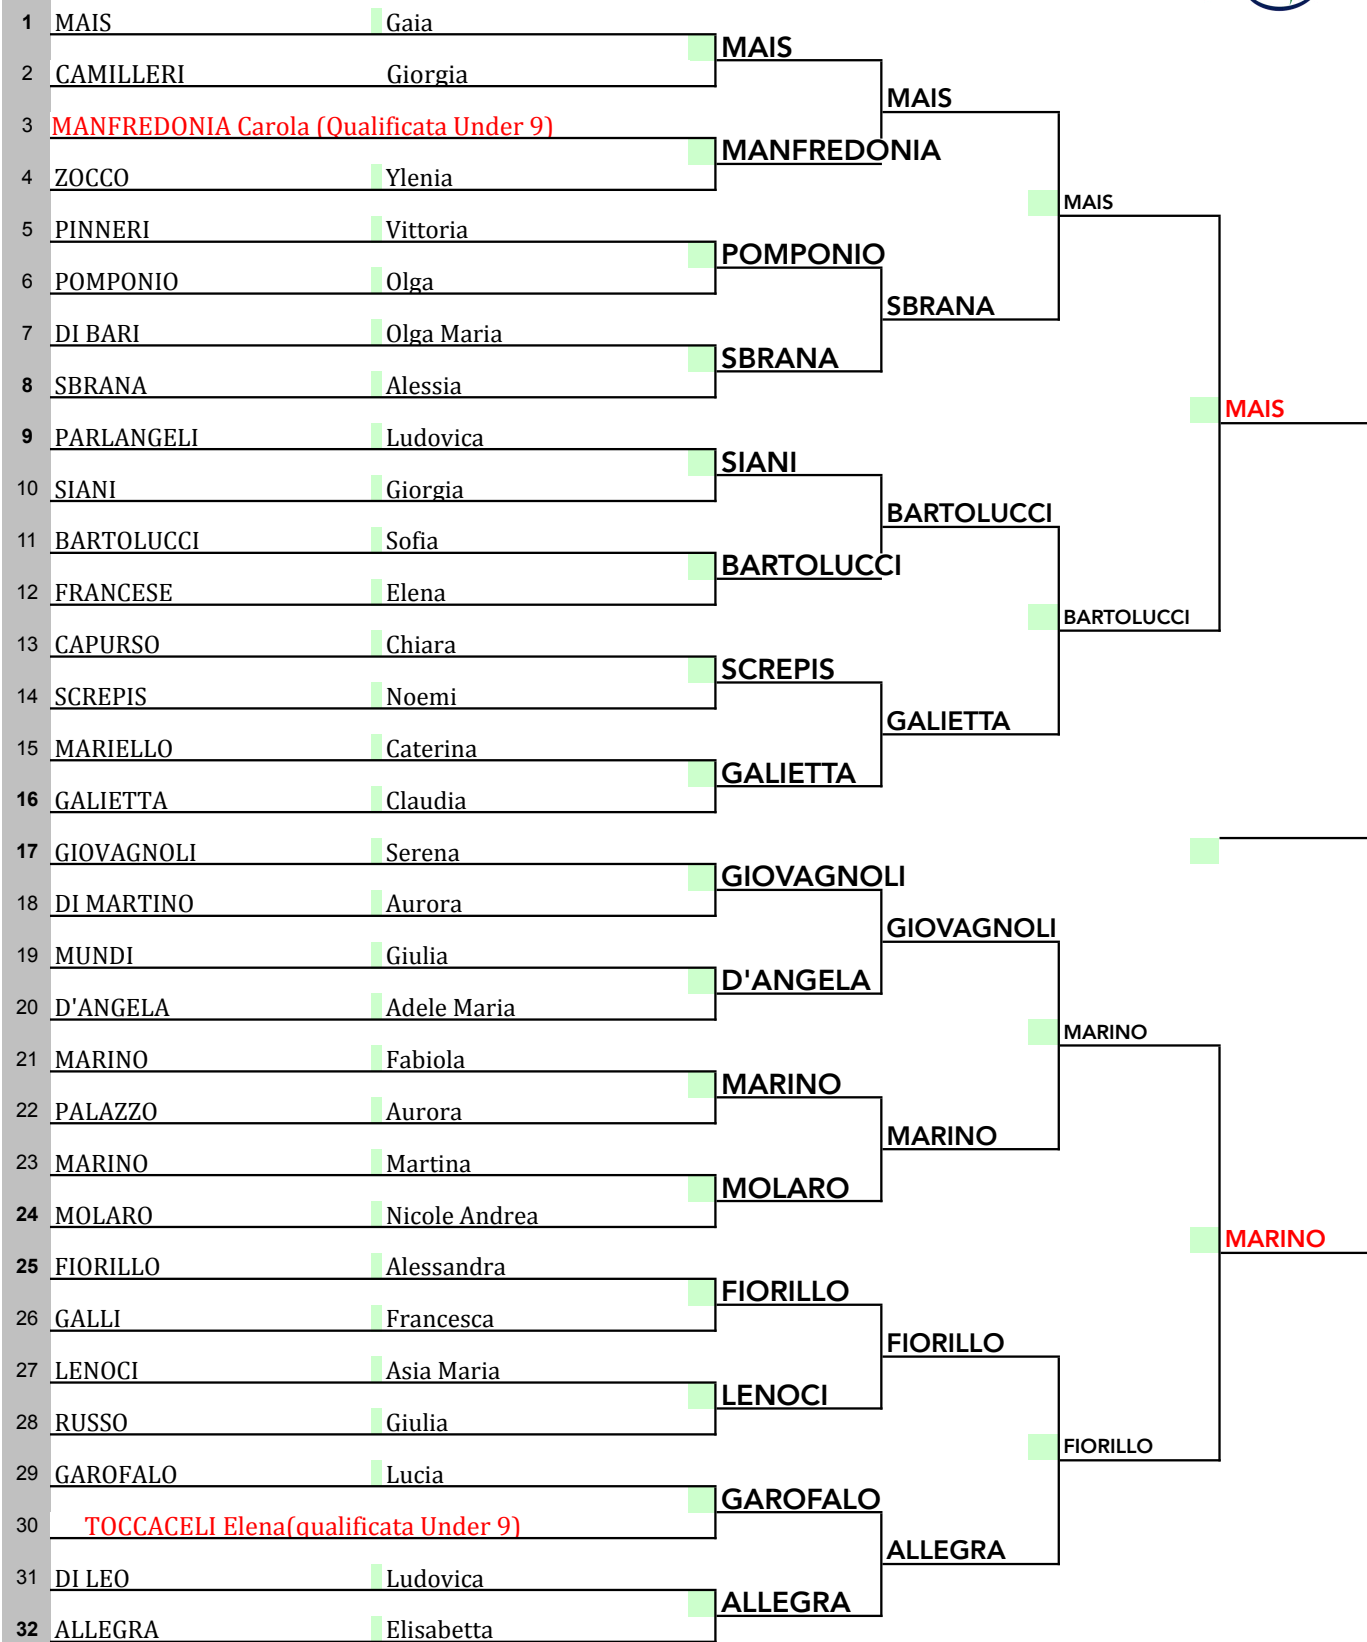 1 MAIS Gaia
MAIS
2 CAMILLERI Giorgia
MAIS
3 MANFREDONIA Carola (Qualificata Under 9)
MANFREDONIA
4 ZOCCO Ylenia
MAIS
5 PINNERI Vittoria
POMPONIO
6 POMPONIO Olga
SBRANA
7 DI BARI Olga Maria
SBRANA
8 SBRANA Alessia
MAIS
9 PARLANGELI Ludovica
SIANI
10 SIANI Giorgia
BARTOLUCCI
11 BARTOLUCCI Sofia
BARTOLUCCI
12 FRANCESE Elena
BARTOLUCCI
13 CAPURSO Chiara
SCREPIS
14 SCREPIS Noemi
GALIETTA
15 MARIELLO Caterina
GALIETTA
16 GALIETTA Claudia
17 GIOVAGNOLI Serena
GIOVAGNOLI
18 DI MARTINO Aurora
GIOVAGNOLI
19 MUNDI Giulia
D'ANGELA
20 D'ANGELA Adele Maria
MARINO
21 MARINO Fabiola
MARINO
22 PALAZZO Aurora
MARINO
23 MARINO Martina
MOLARO
24 MOLARO Nicole Andrea
MARINO
25 FIORILLO Alessandra
FIORILLO
26 GALLI Francesca
FIORILLO
27 LENOCI Asia Maria
LENOCI
28 RUSSO Giulia
FIORILLO
29 GAROFALO Lucia
GAROFALO
30 TOCCACELI Elena(qualificata Under 9)
ALLEGRA
31 DI LEO Ludovica
ALLEGRA
32 ALLEGRA Elisabetta